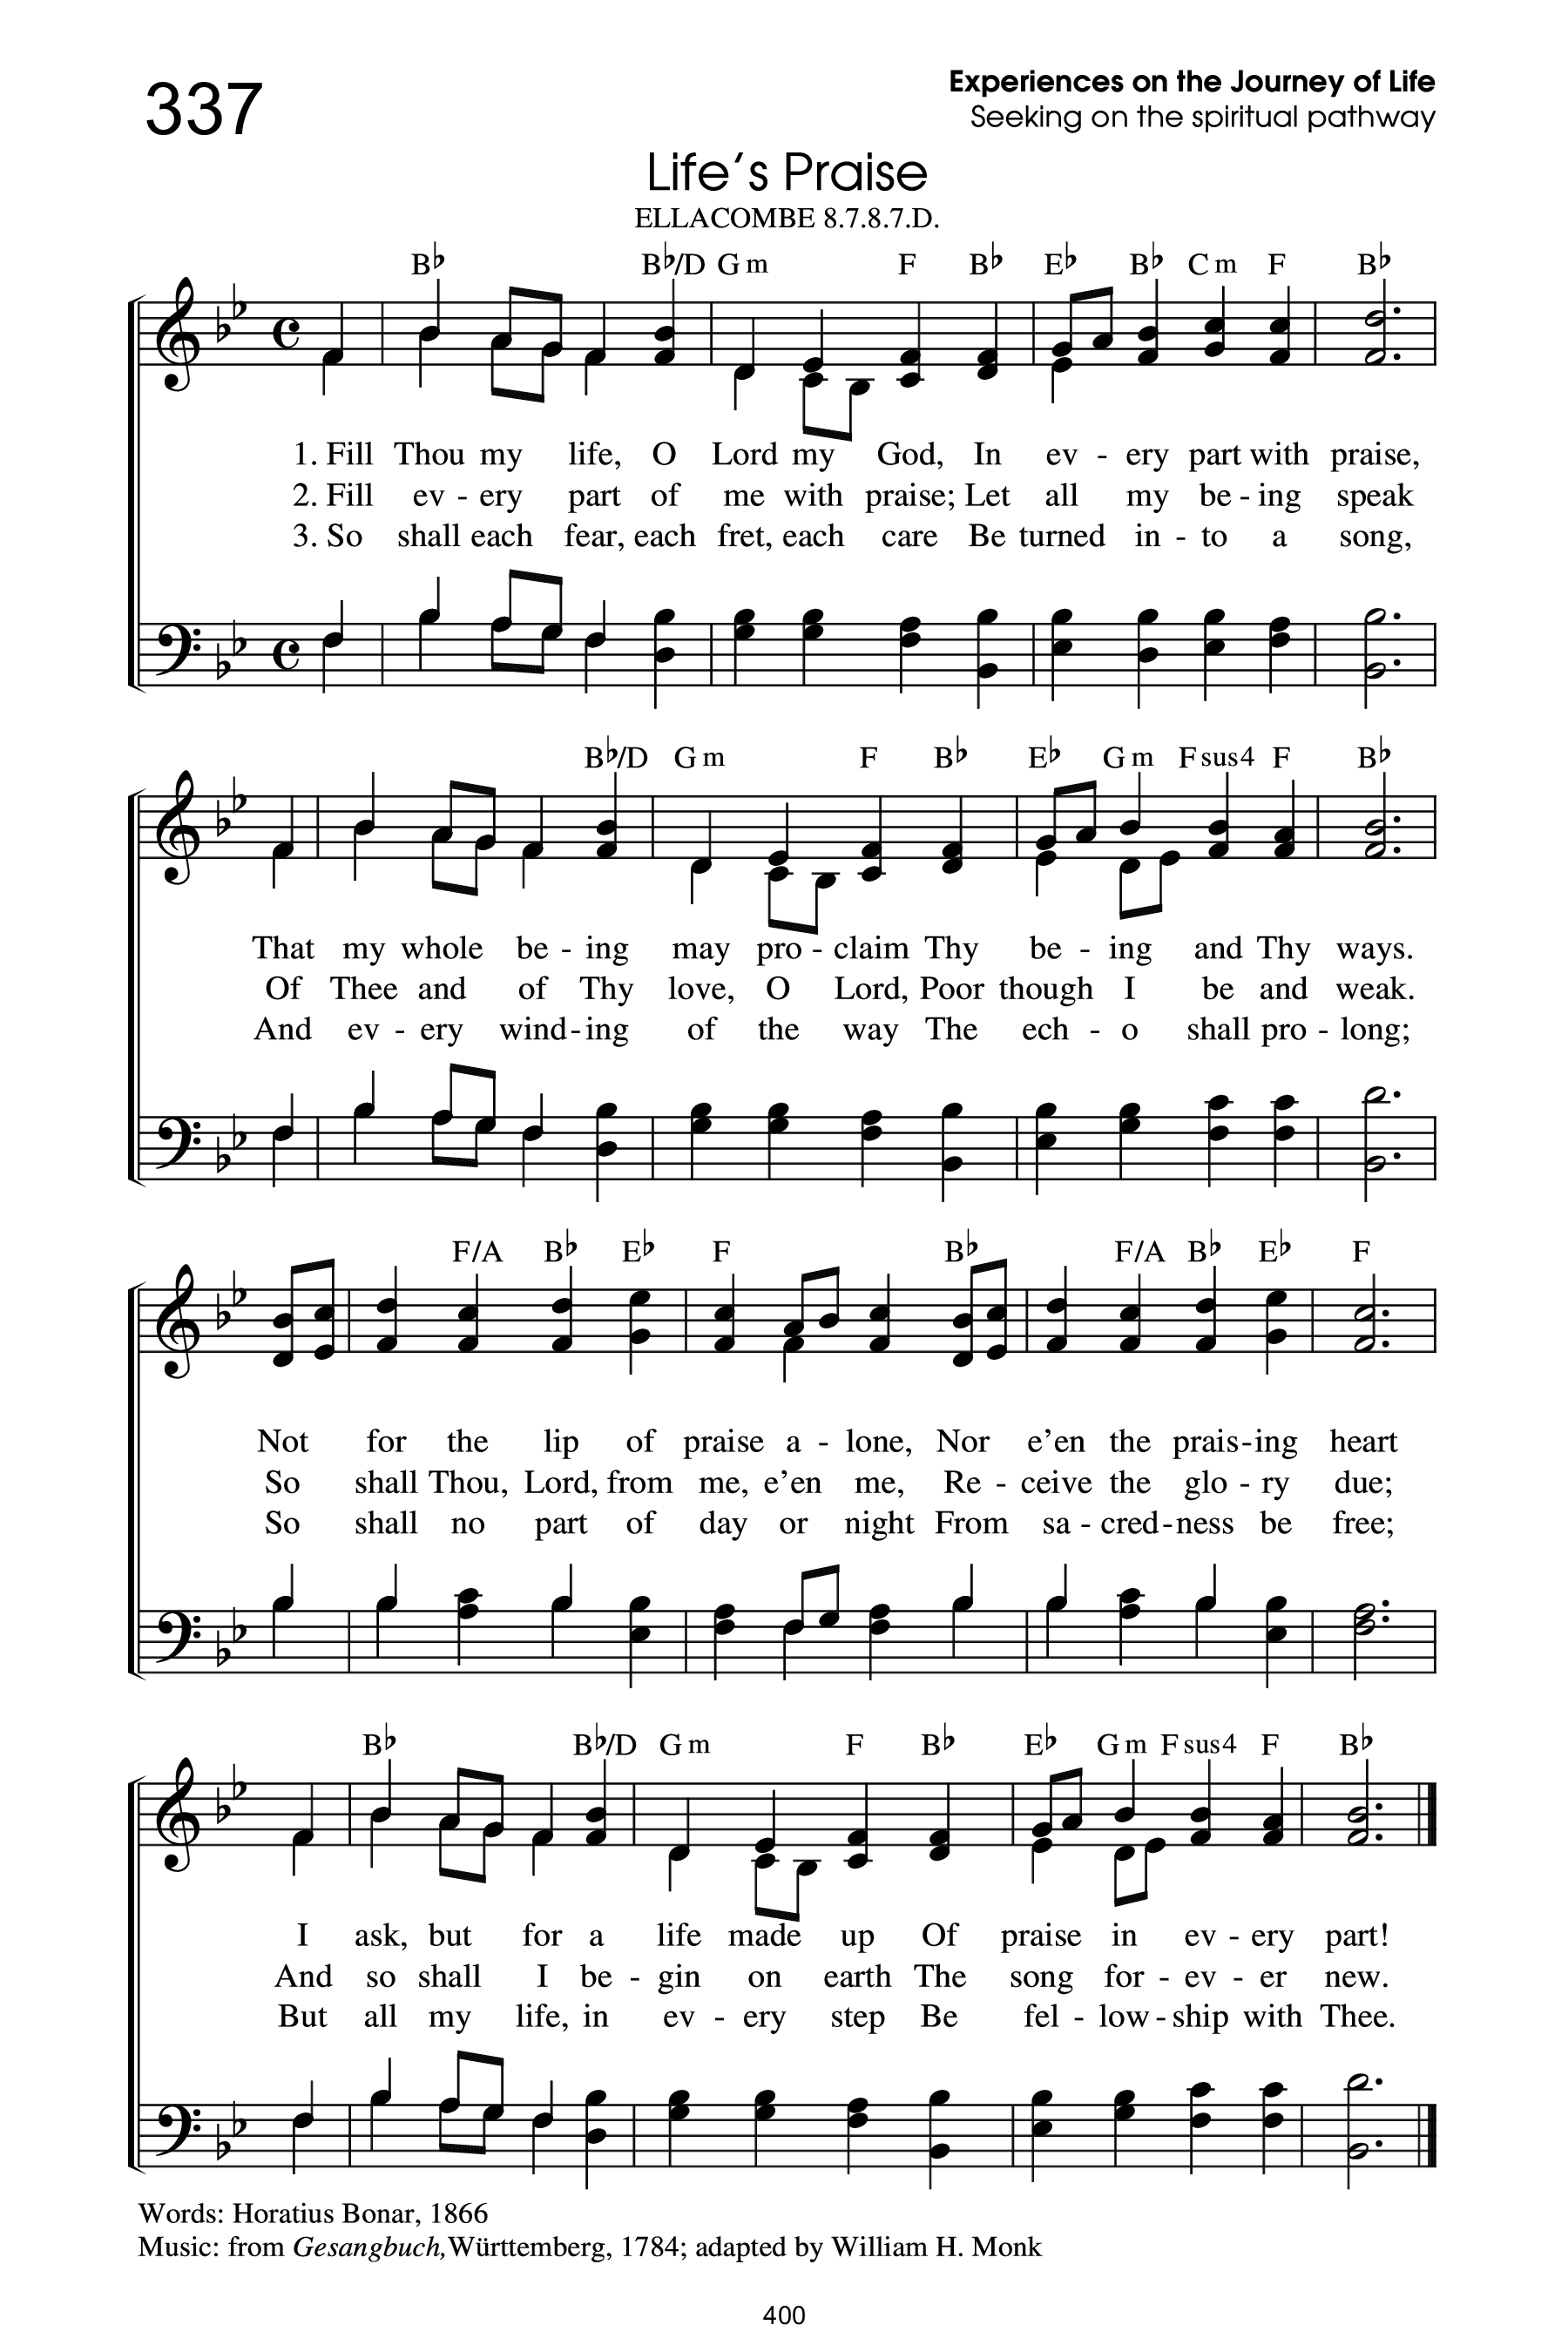 337
Experiences on the Journey of Life
Seeking on the spiritual pathway
Life's Praise
ELLACOMBE 8.7.8.7.D.
B♭ B♭/D G m F B♭ E♭ B♭ C m F B♭
1. Fill Thou my life, O Lord my God, In ev - ery part with praise,
2. Fill ev - ery part of me with praise; Let all my be - ing speak
3. So shall each fear, each fret, each care Be turned in - to a song,
B♭/D G m F B♭ E♭ G m F sus4 F B♭
That my whole be - ing may pro - claim Thy be - ing and Thy ways.
Of Thee and of Thy love, O Lord, Poor though I be and weak.
And ev - ery wind - ing of the way The ech - o shall pro - long;
F/A B♭ E♭ F B♭ F/A B♭ E♭ F
Not for the lip of praise a - lone, Nor e'en the prais - ing heart
So shall Thou, Lord, from me, e'en me, Re - ceive the glo - ry due;
So shall no part of day or night From sa - cred - ness be free;
B♭ B♭/D G m F B♭ E♭ G m F sus4 F B♭
I ask, but for a life made up Of praise in ev - ery part!
And so shall I be - gin on earth The song for - ev - er new.
But all my life, in ev - ery step Be fel - low - ship with Thee.
Words: Horatius Bonar, 1866
Music: from Gesangbuch,Württemberg, 1784; adapted by William H. Monk
400